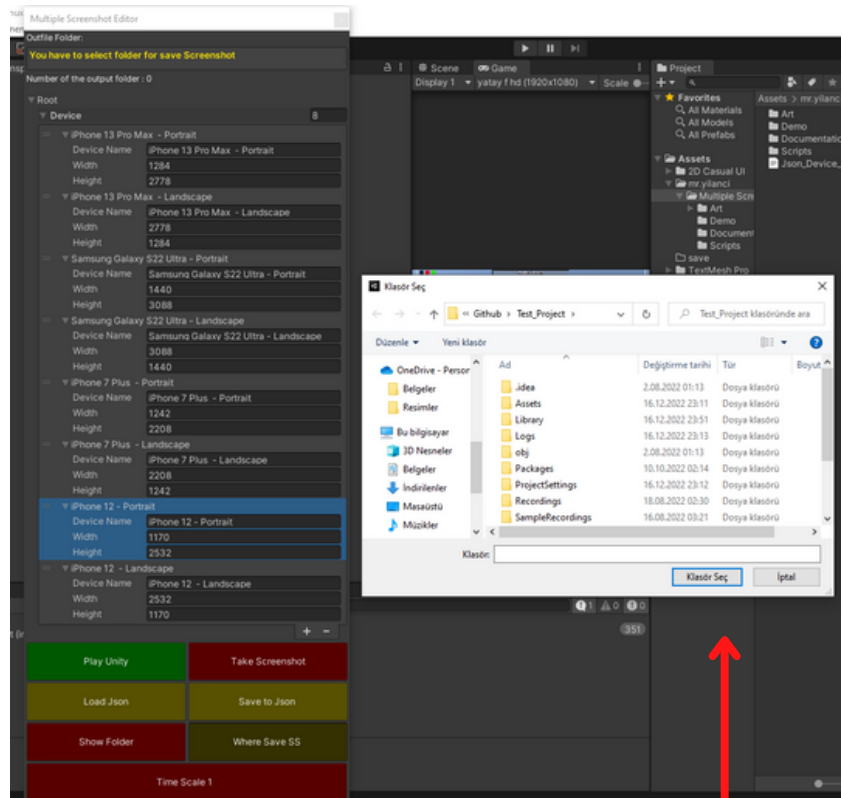 Multiple Screenshot Editor
Outfile Folder:
You have to select folder for save Screenshot
Number of the output folder : 0
Root
Device 8
iPhone 13 Pro Max - Portrait
Device Name iPhone 13 Pro Max - Portrait
Width 1284
Height 2778
iPhone 13 Pro Max - Landscape
Device Name iPhone 13 Pro Max - Landscape
Width 2778
Height 1284
Samsung Galaxy S22 Ultra - Portrait
Device Name Samsung Galaxy S22 Ultra - Portrait
Width 1440
Height 3088
Samsung Galaxy S22 Ultra - Landscape
Device Name Samsung Galaxy S22 Ultra - Landscape
Width 3088
Height 1440
iPhone 7 Plus - Portrait
Device Name iPhone 7 Plus - Portrait
Width 1242
Height 2208
iPhone 7 Plus - Landscape
Device Name iPhone 7 Plus - Landscape
Width 2208
Height 1242
iPhone 12 - Portrait
Device Name iPhone 12 - Portrait
Width 1170
Height 2532
iPhone 12 - Landscape
Device Name iPhone 12 - Landscape
Width 2532
Height 1170
+ -
Play Unity Take Screenshot
Load Json Save to Json
Show Folder Where Save SS
Time Scale 1
Scene Game
Display 1 yatay f hd (1920x1080) Scale
Project
Favorites
All Materials
All Models
All Prefabs
Assets
2D Casual UI
mr.yilanci
Multiple Scr
Art
Demo
Document
Scripts
save
TextMesh Pro
Assets > mr.yilanc
Art
Demo
Documentatio
Scripts
Json_Device_
Klasör Seç
« Github > Test_Project >
Test_Project klasöründe ara
Düzenle Yeni klasör
OneDrive - Person
Belgeler
Resimler
Bu bilgisayar
3D Nesneler
Belgeler
İndirilenler
Masaüstü
Müzikler
Ad Değiştirme tarihi Tür Boyut
.idea 2.08.2022 01:13 Dosya klasörü
Assets 16.12.2022 23:11 Dosya klasörü
Library 16.12.2022 23:51 Dosya klasörü
Logs 16.12.2022 23:13 Dosya klasörü
obj 2.08.2022 01:13 Dosya klasörü
Packages 10.10.2022 02:14 Dosya klasörü
ProjectSettings 16.12.2022 23:12 Dosya klasörü
Recordings 18.08.2022 02:30 Dosya klasörü
SampleRecordings 16.08.2022 03:21 Dosya klasörü
Klasör:
Klasör Seç İptal
1 0 0
351